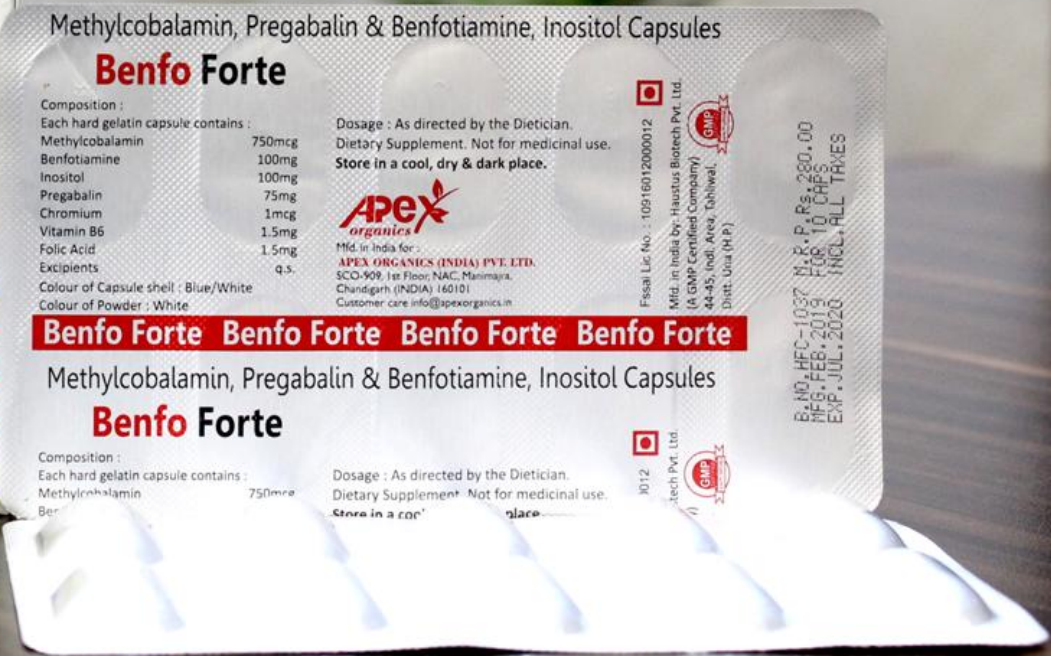 Methylcobalamin, Pregabalin & Benfotiamine, Inositol Capsules
Benfo Forte
Composition :
Each hard gelatin capsule contains :
Methylcobalamin 750mcg
Benfotiamine 100mg
Inositol 100mg
Pregabalin 75mg
Chromium 1mcg
Vitamin B6 1.5mg
Folic Acid 1.5mg
Excipients q.s.
Colour of Capsule shell : Blue/White
Colour of Powder : White
Dosage : As directed by the Dietician.
Dietary Supplement. Not for medicinal use.
Store in a cool, dry & dark place.
APEX
organics
Mfd. in India for :
APEX ORGANICS (INDIA) PVT. LTD.
SCO-909, 1st Floor, NAC, Manimajra,
Chandigarh (INDIA) 160101
Customer care info@apexorganics.in
Fssai Lic No. : 10916012000012
Mfd. in India by: Haustus Biotech Pvt. Ltd.
(A GMP Certified Company)
44-45, Indl. Area, Tahliwal,
Distt. Una (H.P.)
GMP
B.NO.HFC-1037 M.R.P.Rs.280.00
MFG.FEB.2019 FOR 10 CAPS
EXP.JUL.2020 INCL.ALL TAXES
Benfo Forte Benfo Forte Benfo Forte Benfo Forte
Methylcobalamin, Pregabalin & Benfotiamine, Inositol Capsules
Benfo Forte
Composition :
Each hard gelatin capsule contains :
Methylcobalamin 750mcg
Dosage : As directed by the Dietician.
Dietary Supplement. Not for medicinal use.
Store in a place
0012
tech Pvt. Ltd.
GMP